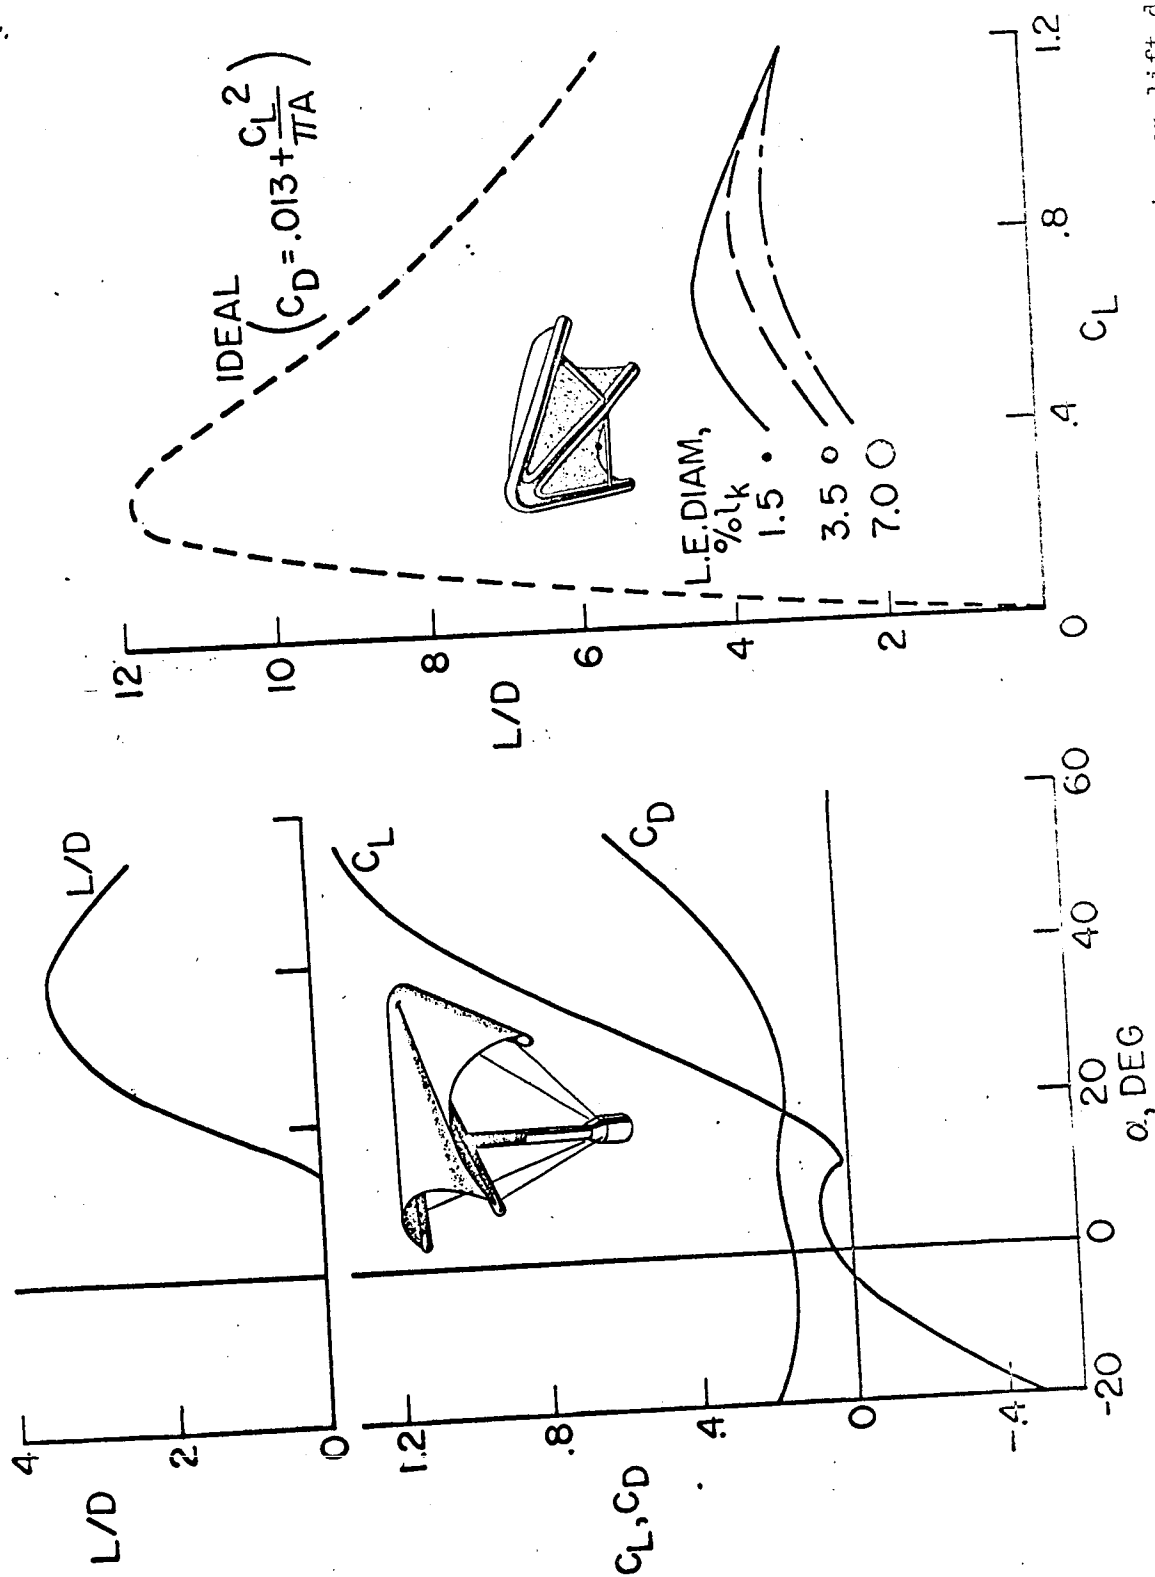 L/D
4
2
0
L/D
C_L, C_D
1.2
.8
.4
0
-.4
C_L
C_D
-20
0
20
40
60
α, DEG
L/D
12
10
8
6
4
2
0
IDEAL
(C_D = .013 + C_L^2/πA)
L.E.DIAM,
%l_k
1.5
3.5
7.0
.4
.8
1.2
C_L
lift